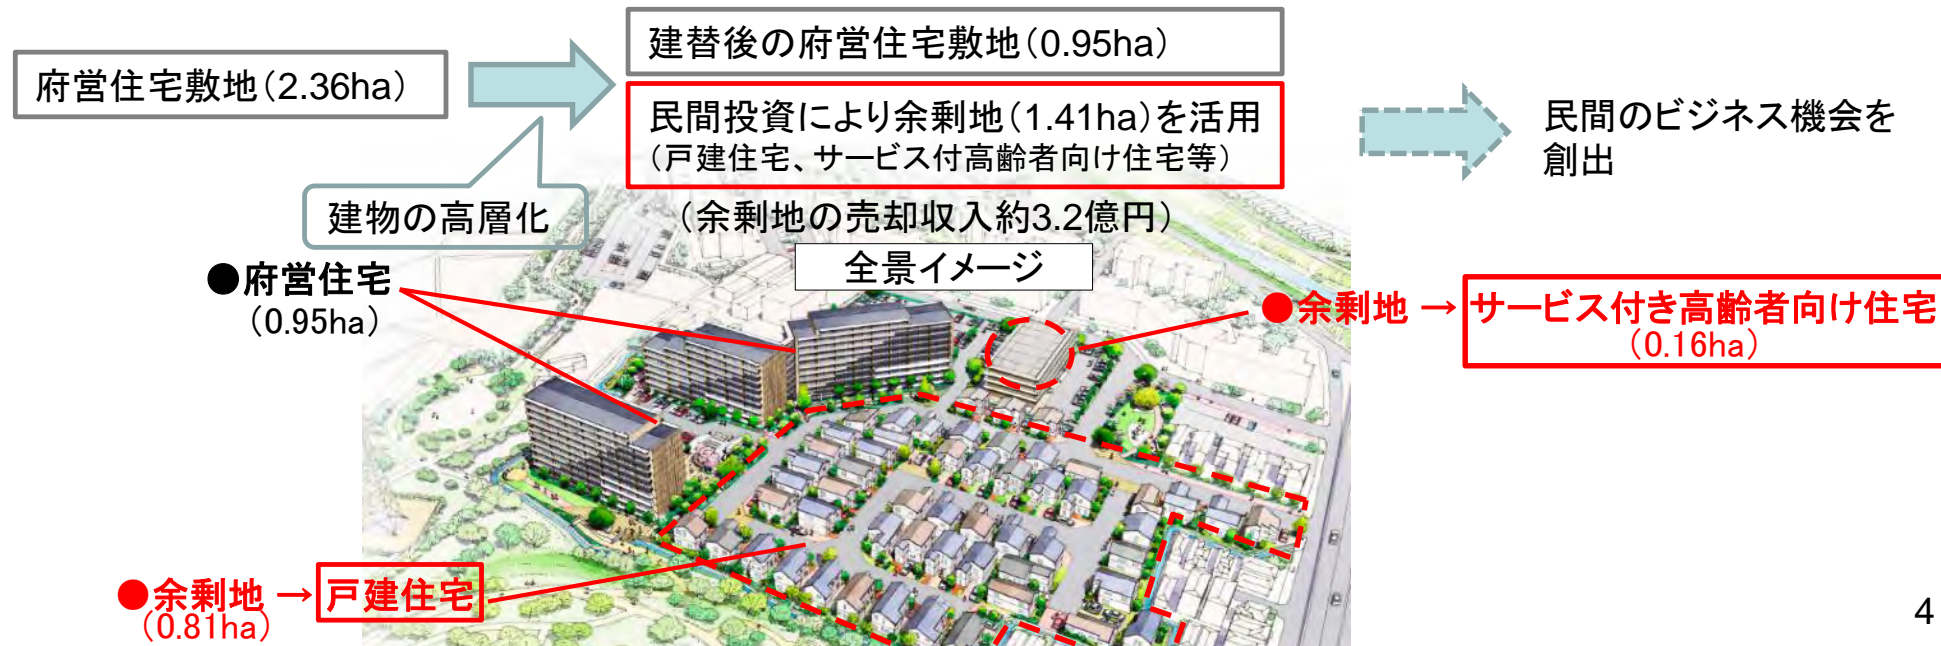 府営住宅敷地（2.36ha）
建替後の府営住宅敷地（0.95ha）
民間投資により余剰地（1.41ha）を活用
（戸建住宅、サービス付高齢者向け住宅等）
民間のビジネス機会を
創出
建物の高層化
（余剰地の売却収入約3.2億円）
全景イメージ
●府営住宅
（0.95ha）
●余剰地 → サービス付き高齢者向け住宅
（0.16ha）
●余剰地 → 戸建住宅
（0.81ha）
4